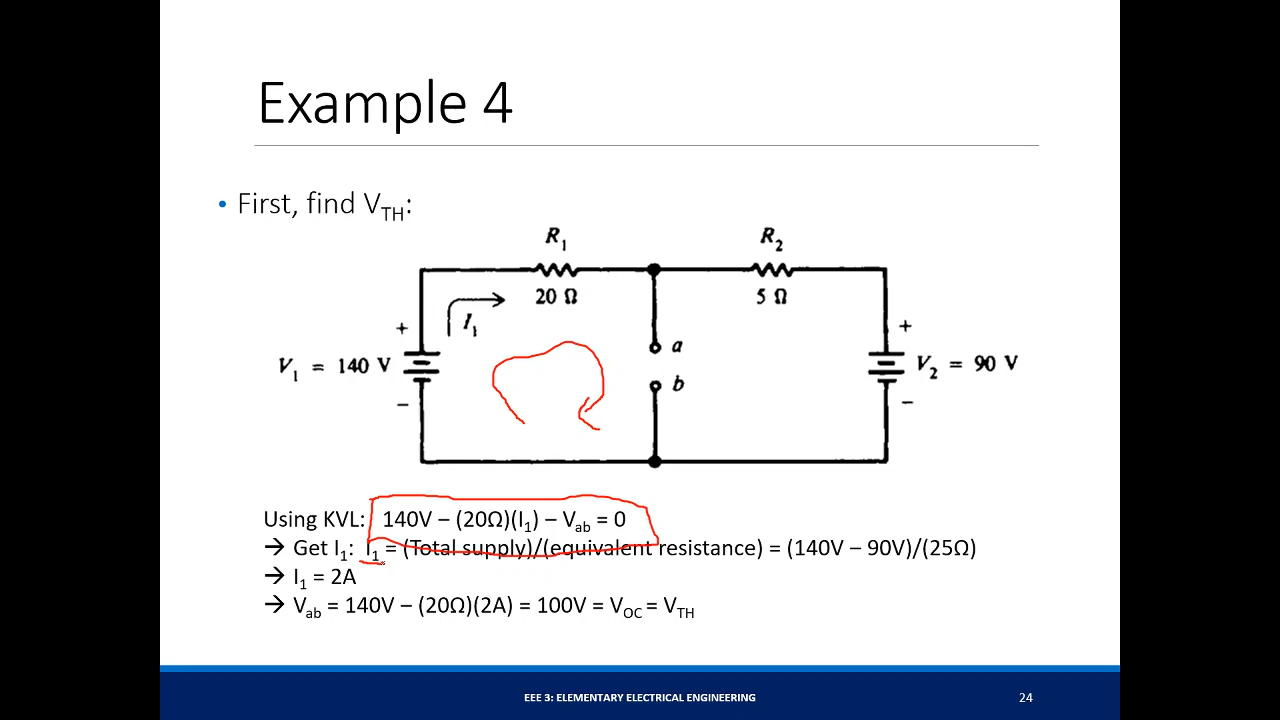 Example 4
• First, find V_TH:
R₁
R₂
20 Ω
5 Ω
I₁
+
+
a
V₁ = 140 V
V₂ = 90 V
b
−
−
Using KVL: 140V – (20Ω)(I₁) – V_ab = 0
→ Get I₁: I₁ = (Total supply)/(equivalent resistance) = (140V – 90V)/(25Ω)
→ I₁ = 2A
→ V_ab = 140V – (20Ω)(2A) = 100V = V_OC = V_TH
EEE 3: ELEMENTARY ELECTRICAL ENGINEERING
24